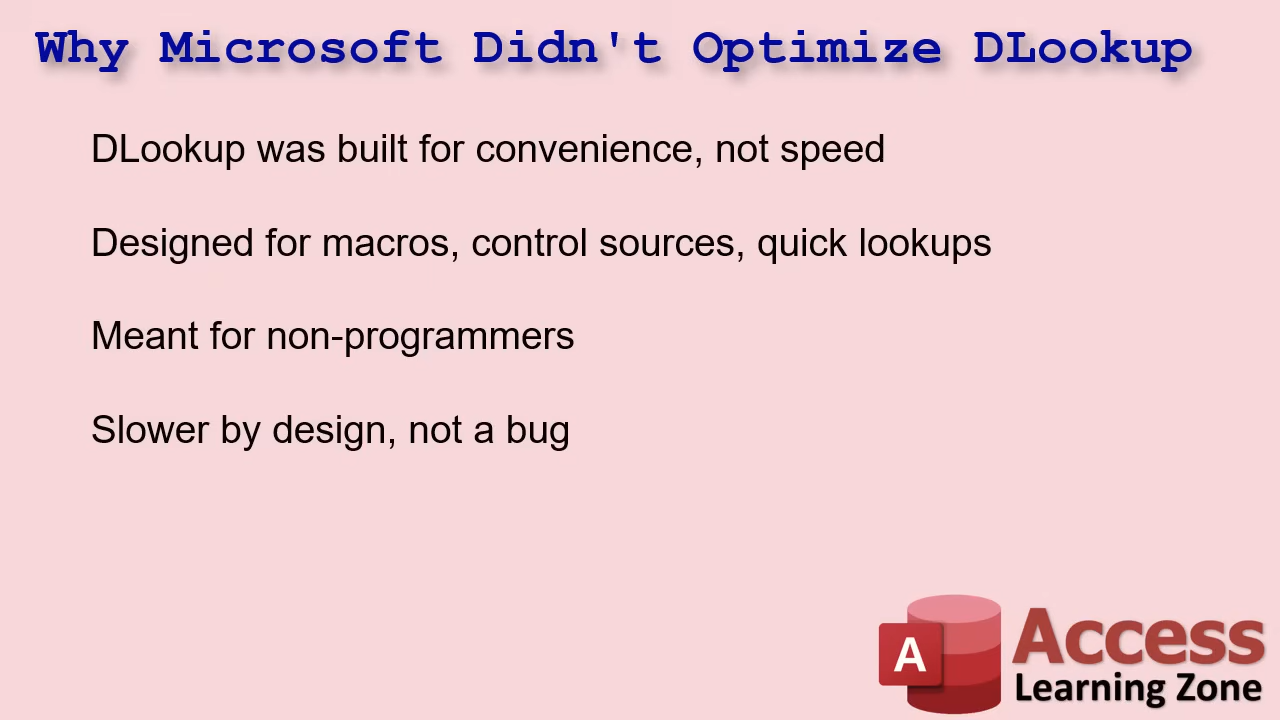 Why Microsoft Didn't Optimize DLookup
DLookup was built for convenience, not speed
Designed for macros, control sources, quick lookups
Meant for non-programmers
Slower by design, not a bug
A
Access
Learning Zone